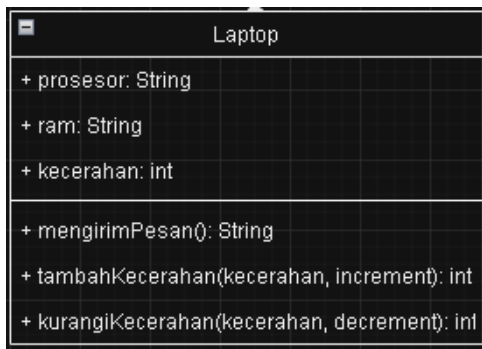 Laptop
+ prosesor: String
+ ram: String
+ kecerahan: int
+ mengirimPesan(): String
+ tambahKecerahan(kecerahan, increment): int
+ kurangiKecerahan(kecerahan, decrement): int